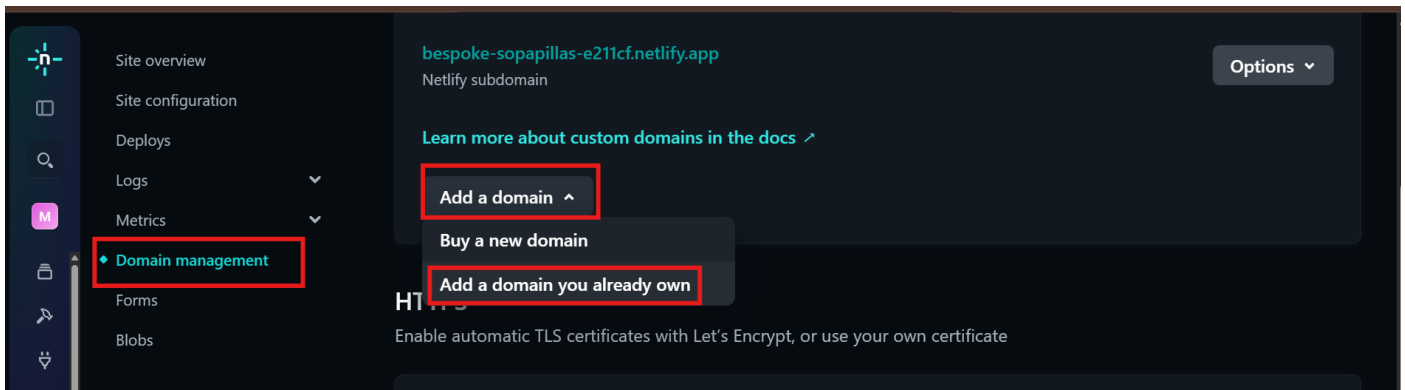 Site overview
Site configuration
Deploys
Logs
Metrics
Domain management
Forms
Blobs
M
n
bespoke-sopapillas-e211cf.netlify.app
Netlify subdomain
Options
Learn more about custom domains in the docs ↗
Add a domain
Buy a new domain
Add a domain you already own
Enable automatic TLS certificates with Let's Encrypt, or use your own certificate